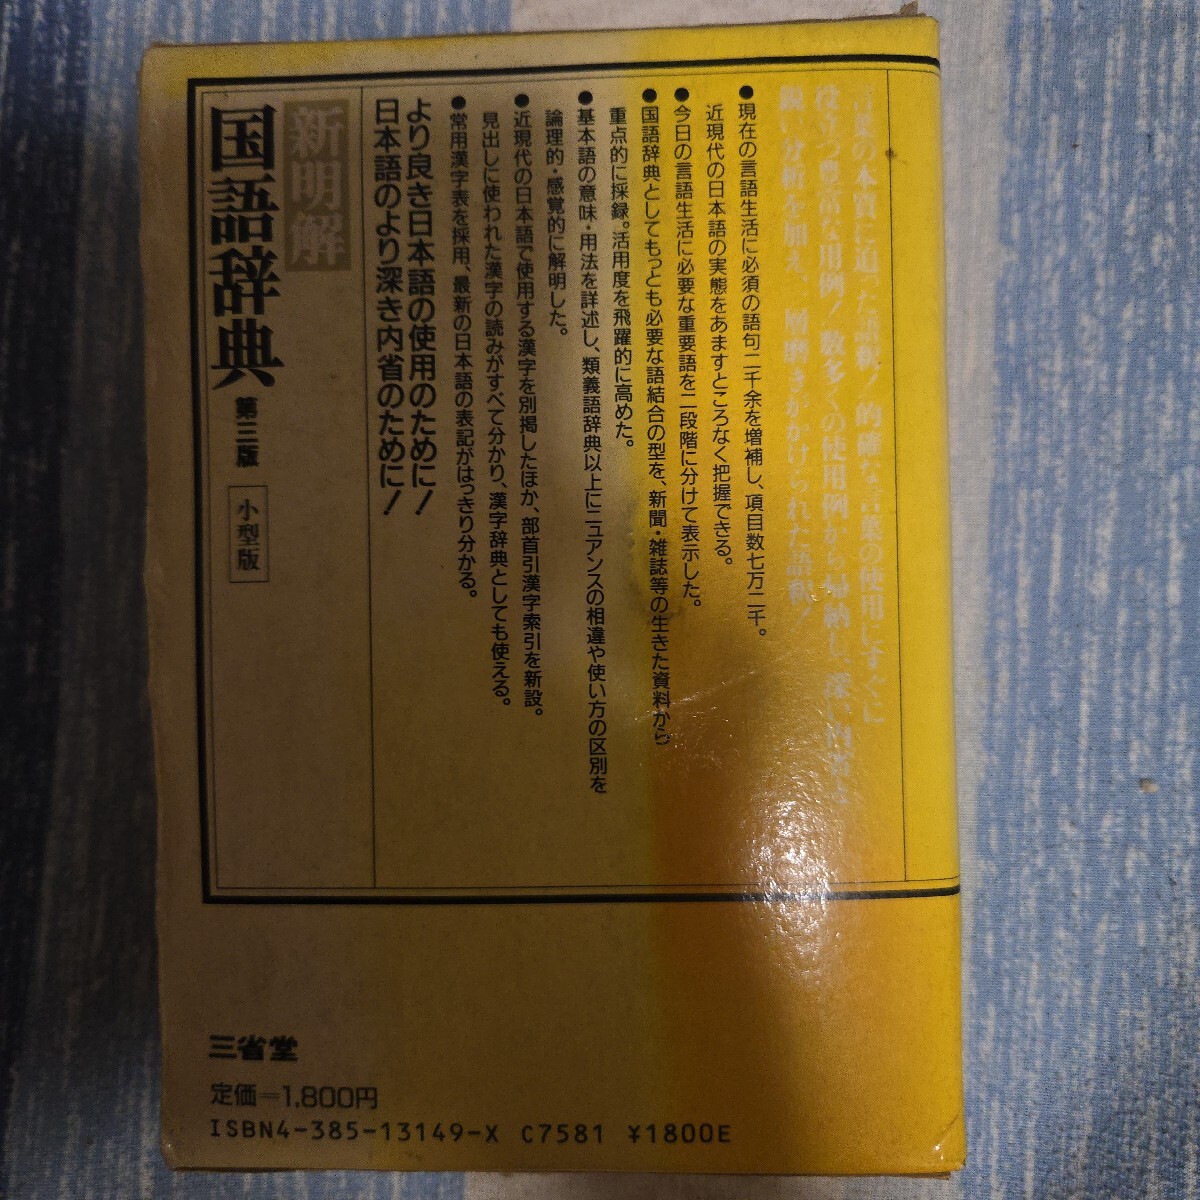 言葉の本質に迫った語釈！的確な言葉の使用にすぐに
役立つ豊富な用例！数多くの使用例から帰納し、深い
鋭い分析を加え、一層磨きがかけられた語釈！
●現在の言語生活に必須の語句二千余を増補し、項目数七万二千。
近現代の日本語の実態をあますところなく把握できる。
●今日の言語生活に必要な重要語を二段階に分けて表示した。
●国語辞典としてもっとも必要な語結合の型を、新聞・雑誌等の生きた資料から
重点的に採録。活用度を飛躍的に高めた。
●基本語の意味・用法を詳述し、類義語辞典以上にニュアンスの相違や使い方の区別を
論理的・感覚的に解明した。
●近現代の日本語で使用する漢字を別掲したほか、部首引漢字索引を新設。
見出しに使われた漢字の読みがすべて分かり、漢字辞典としても使える。
●常用漢字表を採用、最新の日本語の表記がはっきり分かる。
より良き日本語の使用のために！
日本語のより深き内省のために！
新明解
国語辞典 第三版 小型版
三省堂
定価=1,800円
ISBN4-385-13149-X C7581 ¥1800E